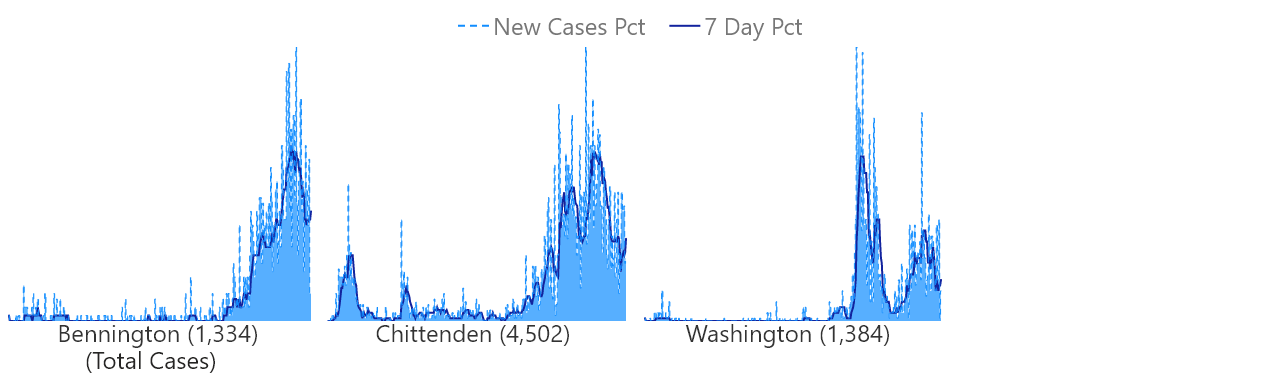 New Cases Pct 7 Day Pct
Bennington (1,334) Chittenden (4,502) Washington (1,384)
(Total Cases)